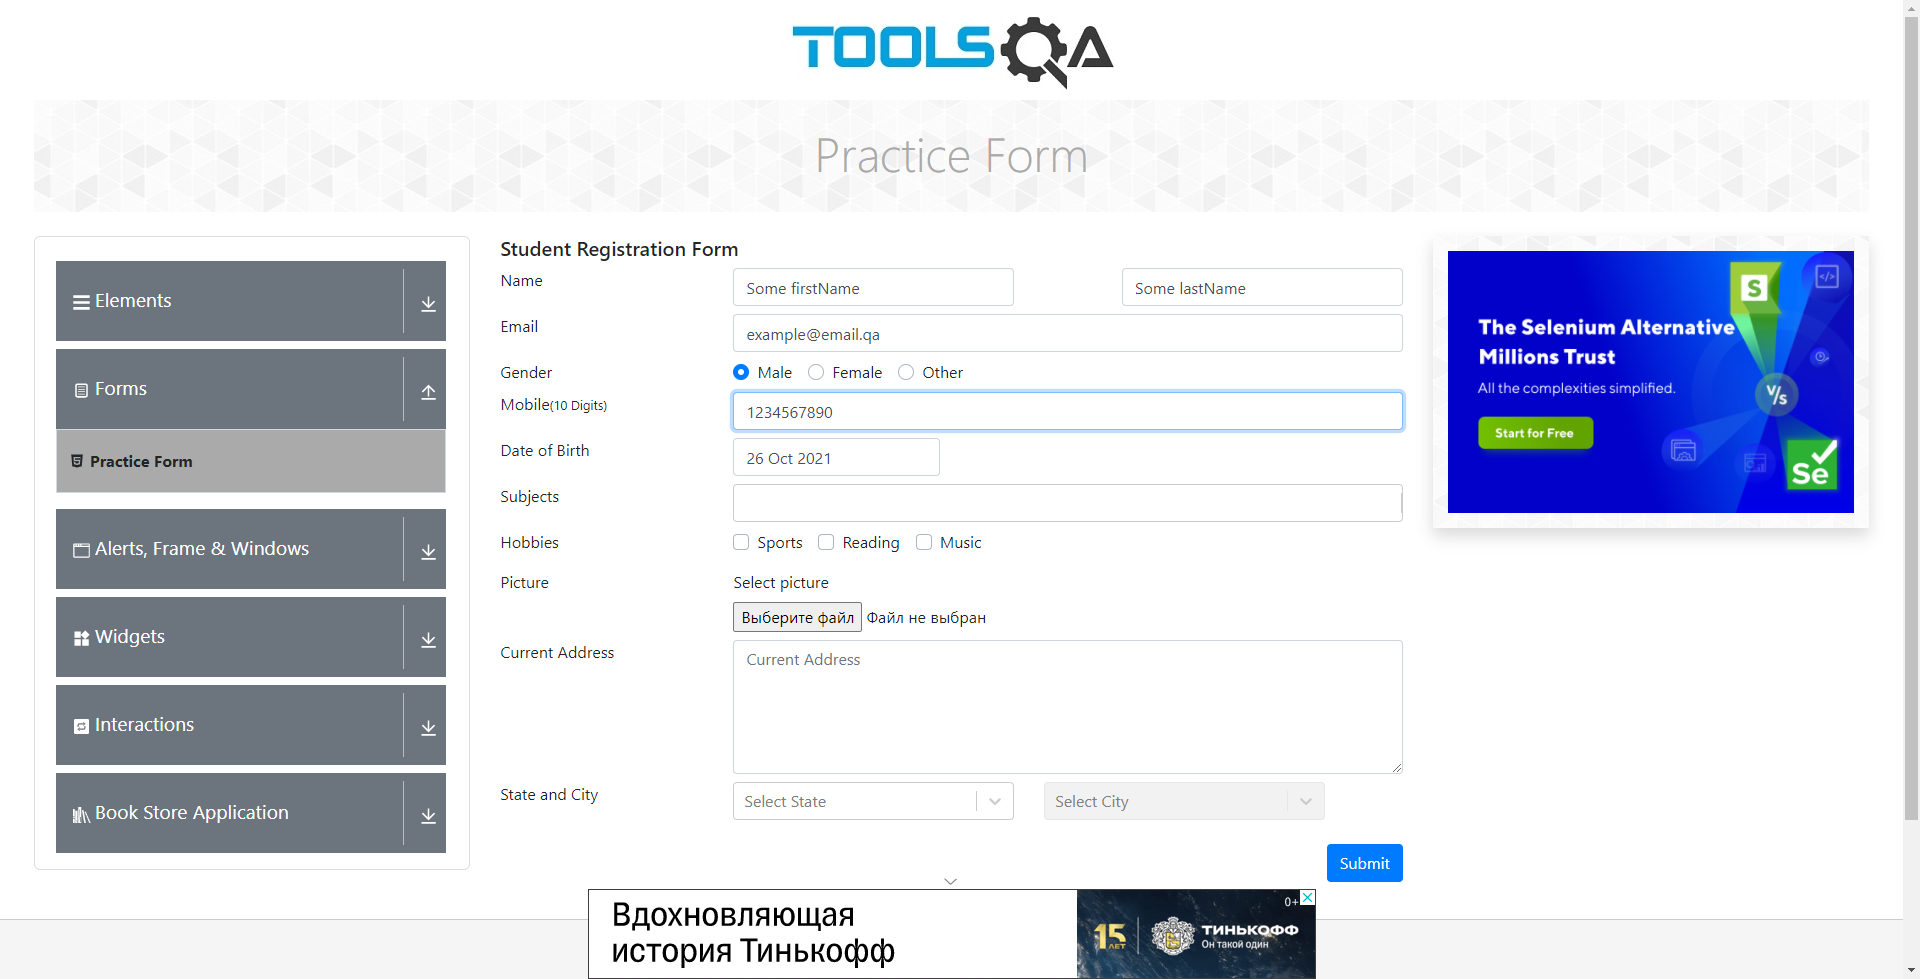 TOOLSQA
Practice Form
Elements
Forms
Practice Form
Alerts, Frame & Windows
Widgets
Interactions
Book Store Application
Student Registration Form
Name
Some firstName
Some lastName
Email
example@email.qa
Gender
Male
Female
Other
Mobile(10 Digits)
1234567890
Date of Birth
26 Oct 2021
Subjects
Hobbies
Sports
Reading
Music
Picture
Select picture
Выберите файл
Файл не выбран
Current Address
Current Address
State and City
Select State
Select City
Submit
S
</>
The Selenium Alternative
Millions Trust
All the complexities simplified.
V/s
Start for Free
Se
Вдохновляющая
история Тинькофф
15
ЛЕТ
ТИНЬКОФФ
Он такой один
0+